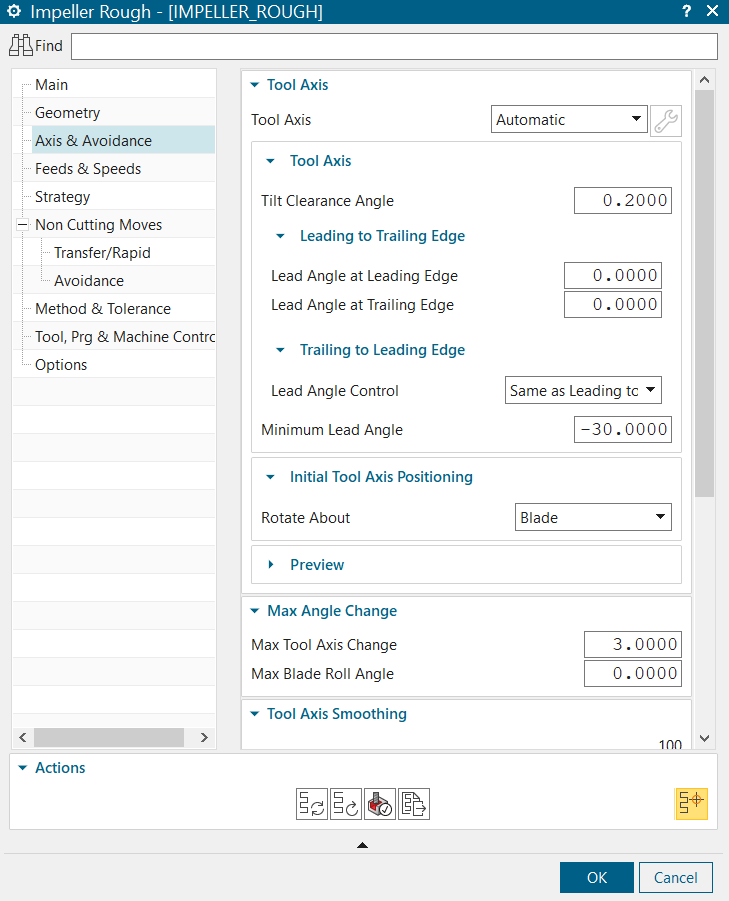 Impeller Rough - [IMPELLER_ROUGH]
Find
Main
Geometry
Axis & Avoidance
Feeds & Speeds
Strategy
Non Cutting Moves
Transfer/Rapid
Avoidance
Method & Tolerance
Tool, Prg & Machine Contro
Options
Tool Axis
Tool Axis Automatic
Tool Axis
Tilt Clearance Angle 0.2000
Leading to Trailing Edge
Lead Angle at Leading Edge 0.0000
Lead Angle at Trailing Edge 0.0000
Trailing to Leading Edge
Lead Angle Control Same as Leading to
Minimum Lead Angle -30.0000
Initial Tool Axis Positioning
Rotate About Blade
Preview
Max Angle Change
Max Tool Axis Change 3.0000
Max Blade Roll Angle 0.0000
Tool Axis Smoothing
100
Actions
OK Cancel